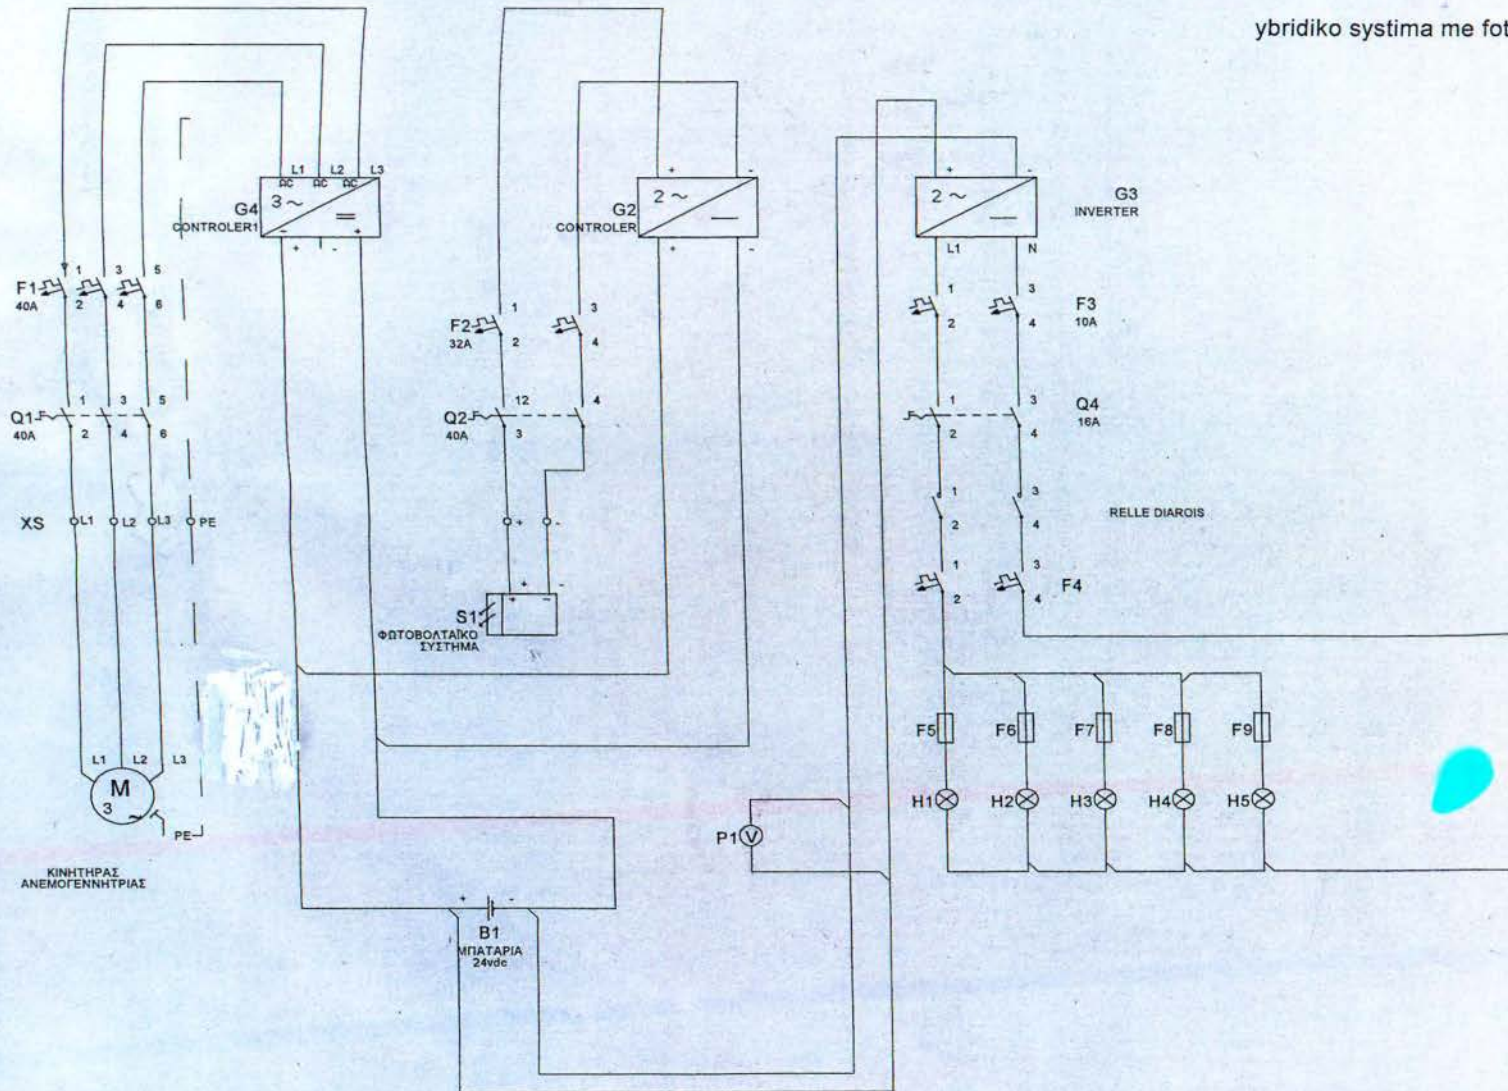 ybridiko systima me fot
L1 L2 L3
AC AC AC
3 ~
=
G4
CONTROLER1
- +
+ -
+ -
2 ~
G2
CONTROLER
+ -
+ -
2 ~
G3
INVERTER
L1 N
1 3 5
F1
40A
2 4 6
1 3
F2
32A
2 4
1 3
F3
10A
2 4
1 3 5
Q1
40A
2 4 6
12 4
Q2
40A
3
1 3
Q4
16A
2 4
1 3
RELLE DIAROIS
2 4
XS
L1 L2 L3 PE
+ -
1 3
F4
2 4
+ -
+ -
S1
ΦΩΤΟΒΟΛΤΑΪΚΟ
ΣΥΣΤΗΜΑ
F5 F6 F7 F8 F9
L1 L2 L3
M
3 ~
PE
H1 H2 H3 H4 H5
P1 V
ΚΙΝΗΤΗΡΑΣ
ΑΝΕΜΟΓΕΝΝΗΤΡΙΑΣ
+ -
B1
ΜΠΑΤΑΡΙΑ
24vdc